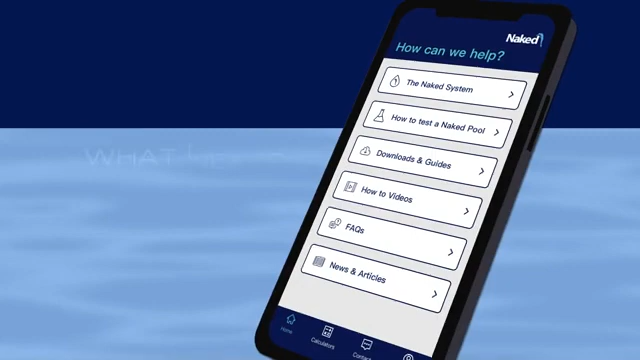 Naked
How can we help?
The Naked System
How to test a Naked Pool
Downloads & Guides
How to Videos
FAQs
News & Articles
Home
Calculators
WHAT